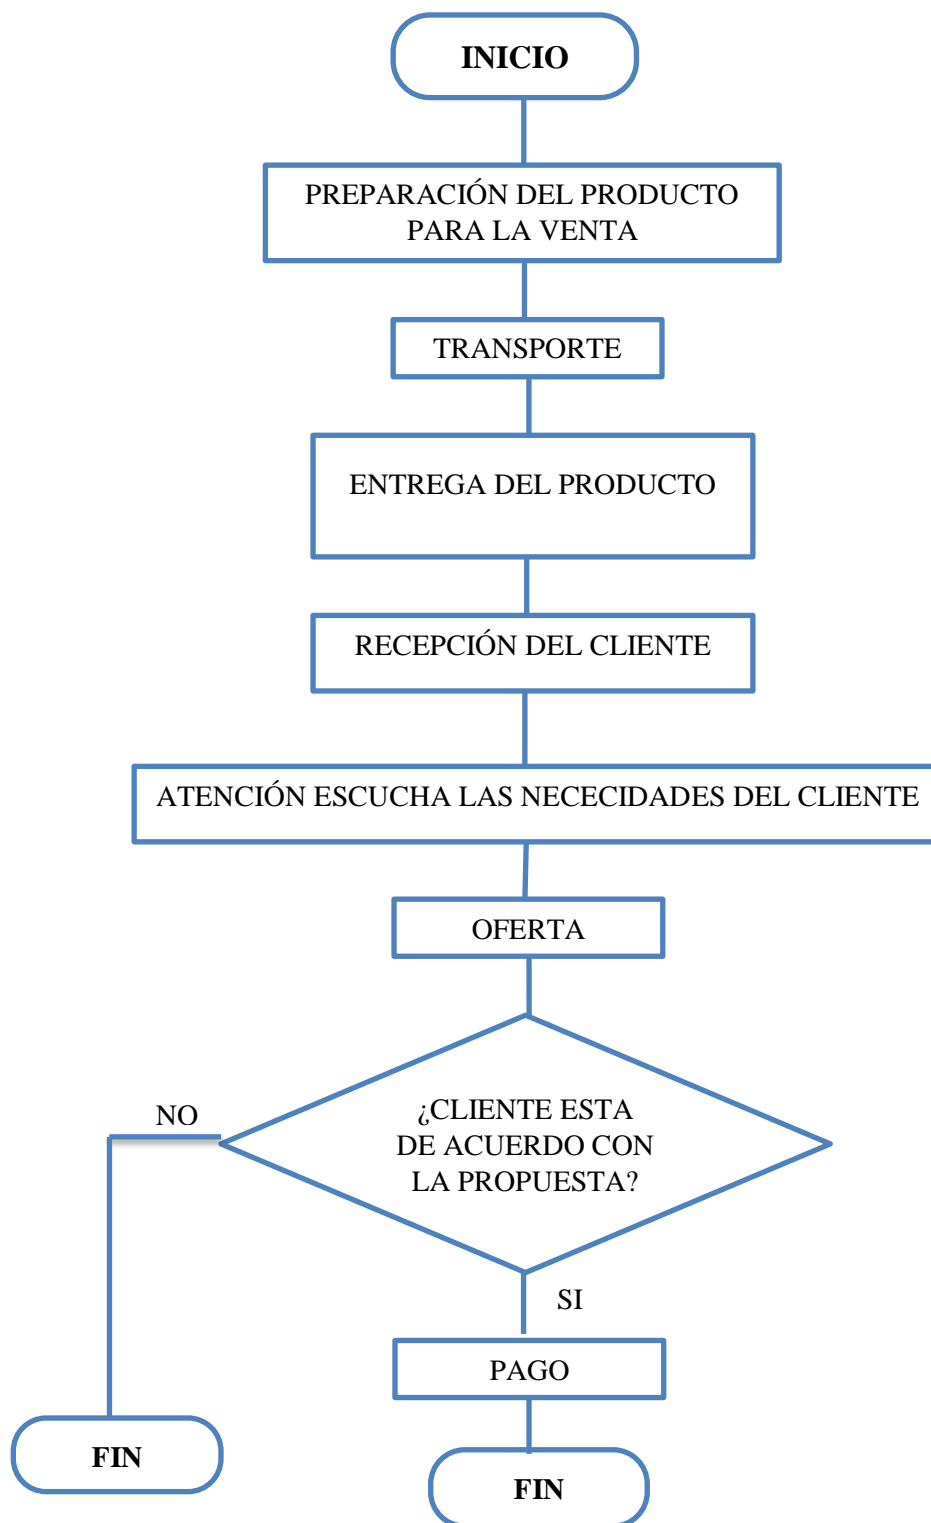 INICIO
PREPARACIÓN DEL PRODUCTO
PARA LA VENTA
TRANSPORTE
ENTREGA DEL PRODUCTO
RECEPCIÓN DEL CLIENTE
ATENCIÓN ESCUCHA LAS NECECIDADES DEL CLIENTE
OFERTA
¿CLIENTE ESTA
DE ACUERDO CON
LA PROPUESTA?
NO
SI
PAGO
FIN
FIN